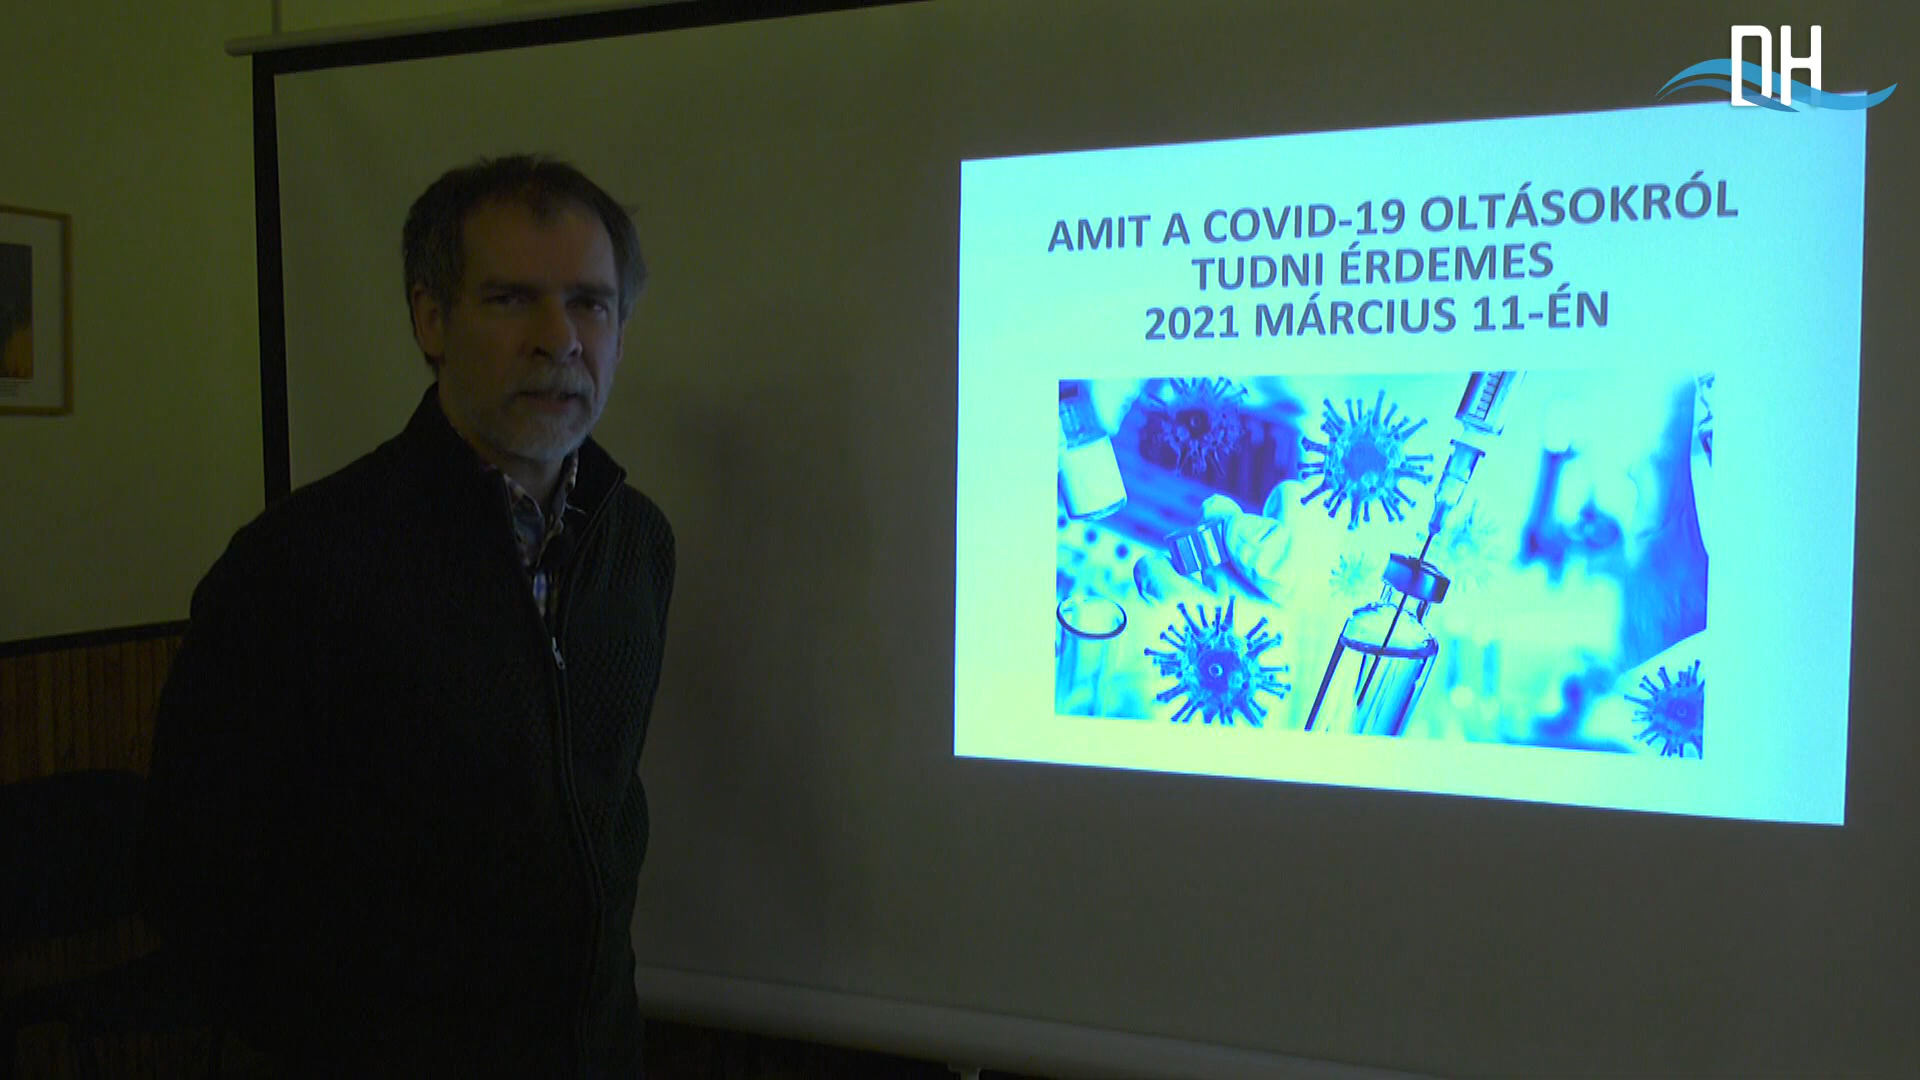 DH
AMIT A COVID-19 OLTÁSOKRÓL
TUDNI ÉRDEMES
2021 MÁRCIUS 11-ÉN